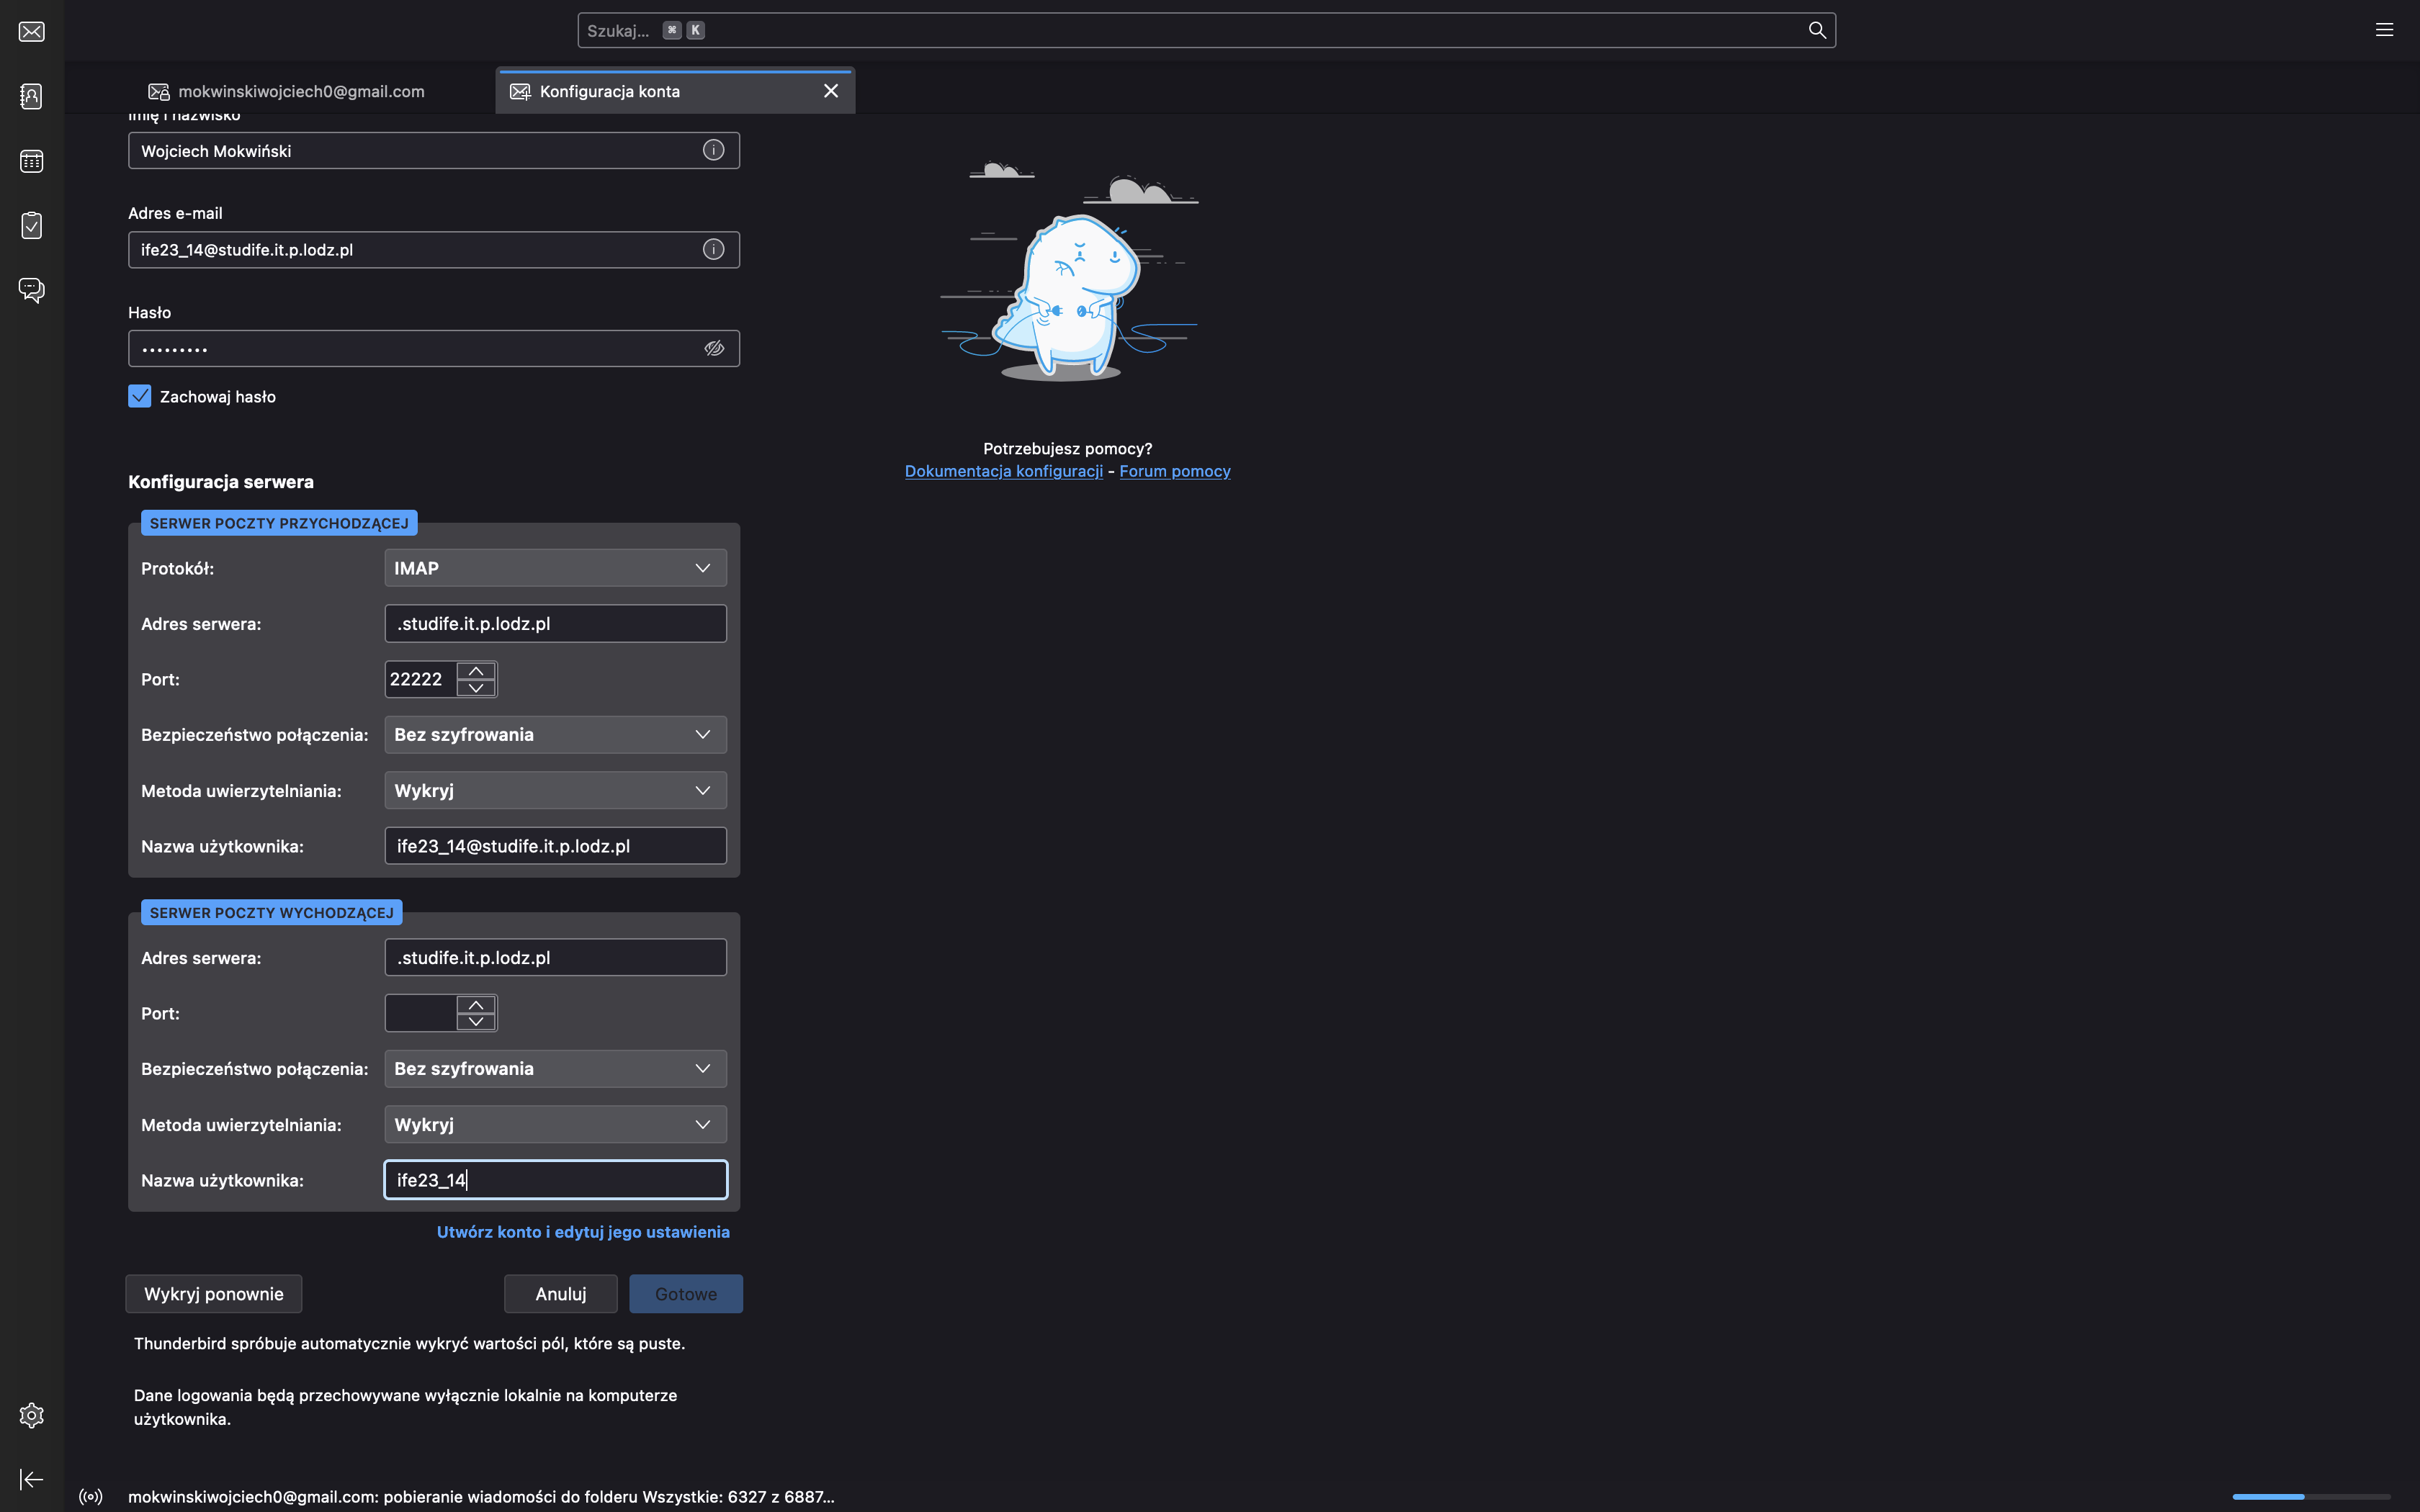 Szukaj... ⌘ K
mokwinskiwojciech0@gmail.com
Konfiguracja konta
Imię i nazwisko
Wojciech Mokwiński
Adres e-mail
ife23_14@studife.it.p.lodz.pl
Hasło
Zachowaj hasło
Potrzebujesz pomocy?
Dokumentacja konfiguracji - Forum pomocy
Konfiguracja serwera
SERWER POCZTY PRZYCHODZĄCEJ
Protokół: IMAP
Adres serwera: .studife.it.p.lodz.pl
Port: 22222
Bezpieczeństwo połączenia: Bez szyfrowania
Metoda uwierzytelniania: Wykryj
Nazwa użytkownika: ife23_14@studife.it.p.lodz.pl
SERWER POCZTY WYCHODZĄCEJ
Adres serwera: .studife.it.p.lodz.pl
Port:
Bezpieczeństwo połączenia: Bez szyfrowania
Metoda uwierzytelniania: Wykryj
Nazwa użytkownika: ife23_14
Utwórz konto i edytuj jego ustawienia
Wykryj ponownie Anuluj Gotowe
Thunderbird spróbuje automatycznie wykryć wartości pól, które są puste.
Dane logowania będą przechowywane wyłącznie lokalnie na komputerze
użytkownika.
mokwinskiwojciech0@gmail.com: pobieranie wiadomości do folderu Wszystkie: 6327 z 6887...